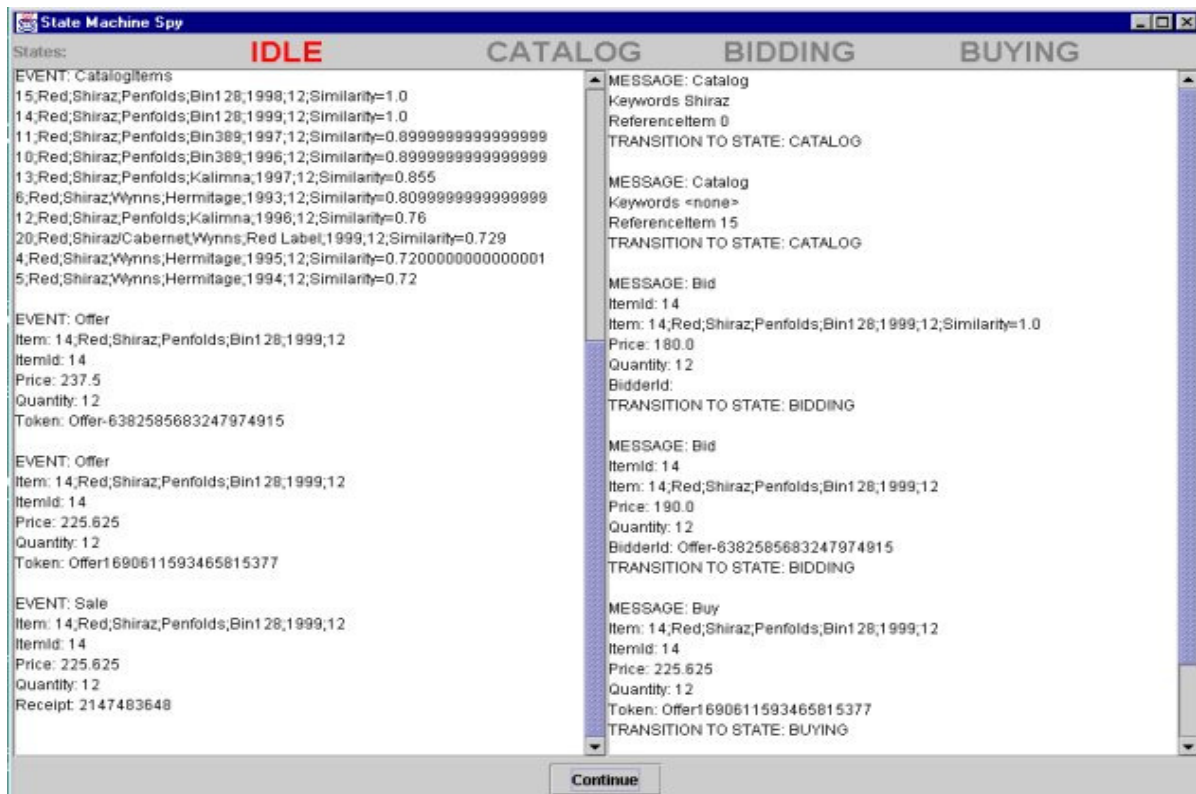 State Machine Spy
States: IDLE CATALOG BIDDING BUYING
EVENT: CatalogItems
15;Red;Shiraz;Penfolds;Bin128;1998;12;Similarity=1.0
14;Red;Shiraz;Penfolds;Bin128;1999;12;Similarity=1.0
11;Red;Shiraz;Penfolds;Bin389;1997;12;Similarity=0.8999999999999999
10;Red;Shiraz;Penfolds;Bin389;1996;12;Similarity=0.8999999999999999
13;Red;Shiraz;Penfolds;Kalimna;1997;12;Similarity=0.855
6;Red;Shiraz;Wynns;Hermitage;1993;12;Similarity=0.8099999999999999
12;Red;Shiraz;Penfolds;Kalimna;1996;12;Similarity=0.76
20;Red;Shiraz/Cabernet;Wynns;Red Label;1999;12;Similarity=0.729
4;Red;Shiraz;Wynns;Hermitage;1995;12;Similarity=0.7200000000000001
5;Red;Shiraz;Wynns;Hermitage;1994;12;Similarity=0.72
EVENT: Offer
Item: 14;Red;Shiraz;Penfolds;Bin128;1999;12
ItemId: 14
Price: 237.5
Quantity: 12
Token: Offer-6382585683247974915
EVENT: Offer
Item: 14;Red;Shiraz;Penfolds;Bin128;1999;12
ItemId: 14
Price: 225.625
Quantity: 12
Token: Offer1690611593465815377
EVENT: Sale
Item: 14;Red;Shiraz;Penfolds;Bin128;1999;12
ItemId: 14
Price: 225.625
Quantity: 12
Receipt: 2147483648
MESSAGE: Catalog
Keywords Shiraz
ReferenceItem 0
TRANSITION TO STATE: CATALOG
MESSAGE: Catalog
Keywords <none>
ReferenceItem 15
TRANSITION TO STATE: CATALOG
MESSAGE: Bid
ItemId: 14
Item: 14;Red;Shiraz;Penfolds;Bin128;1999;12;Similarity=1.0
Price: 180.0
Quantity: 12
BidderId:
TRANSITION TO STATE: BIDDING
MESSAGE: Bid
ItemId: 14
Item: 14;Red;Shiraz;Penfolds;Bin128;1999;12
Price: 190.0
Quantity: 12
BidderId: Offer-6382585683247974915
TRANSITION TO STATE: BIDDING
MESSAGE: Buy
Item: 14;Red;Shiraz;Penfolds;Bin128;1999;12
ItemId: 14
Price: 225.625
Quantity: 12
Token: Offer1690611593465815377
TRANSITION TO STATE: BUYING
Continue